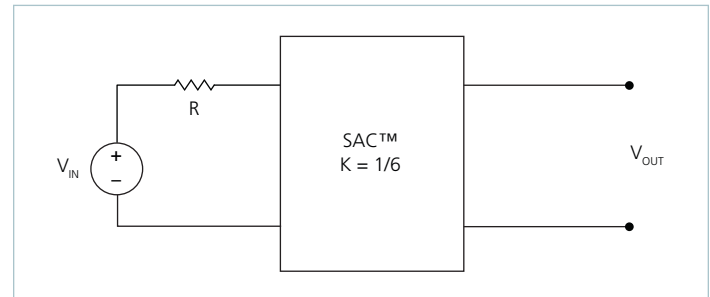 R
V_IN
+
–
SAC™
K = 1/6
V_OUT